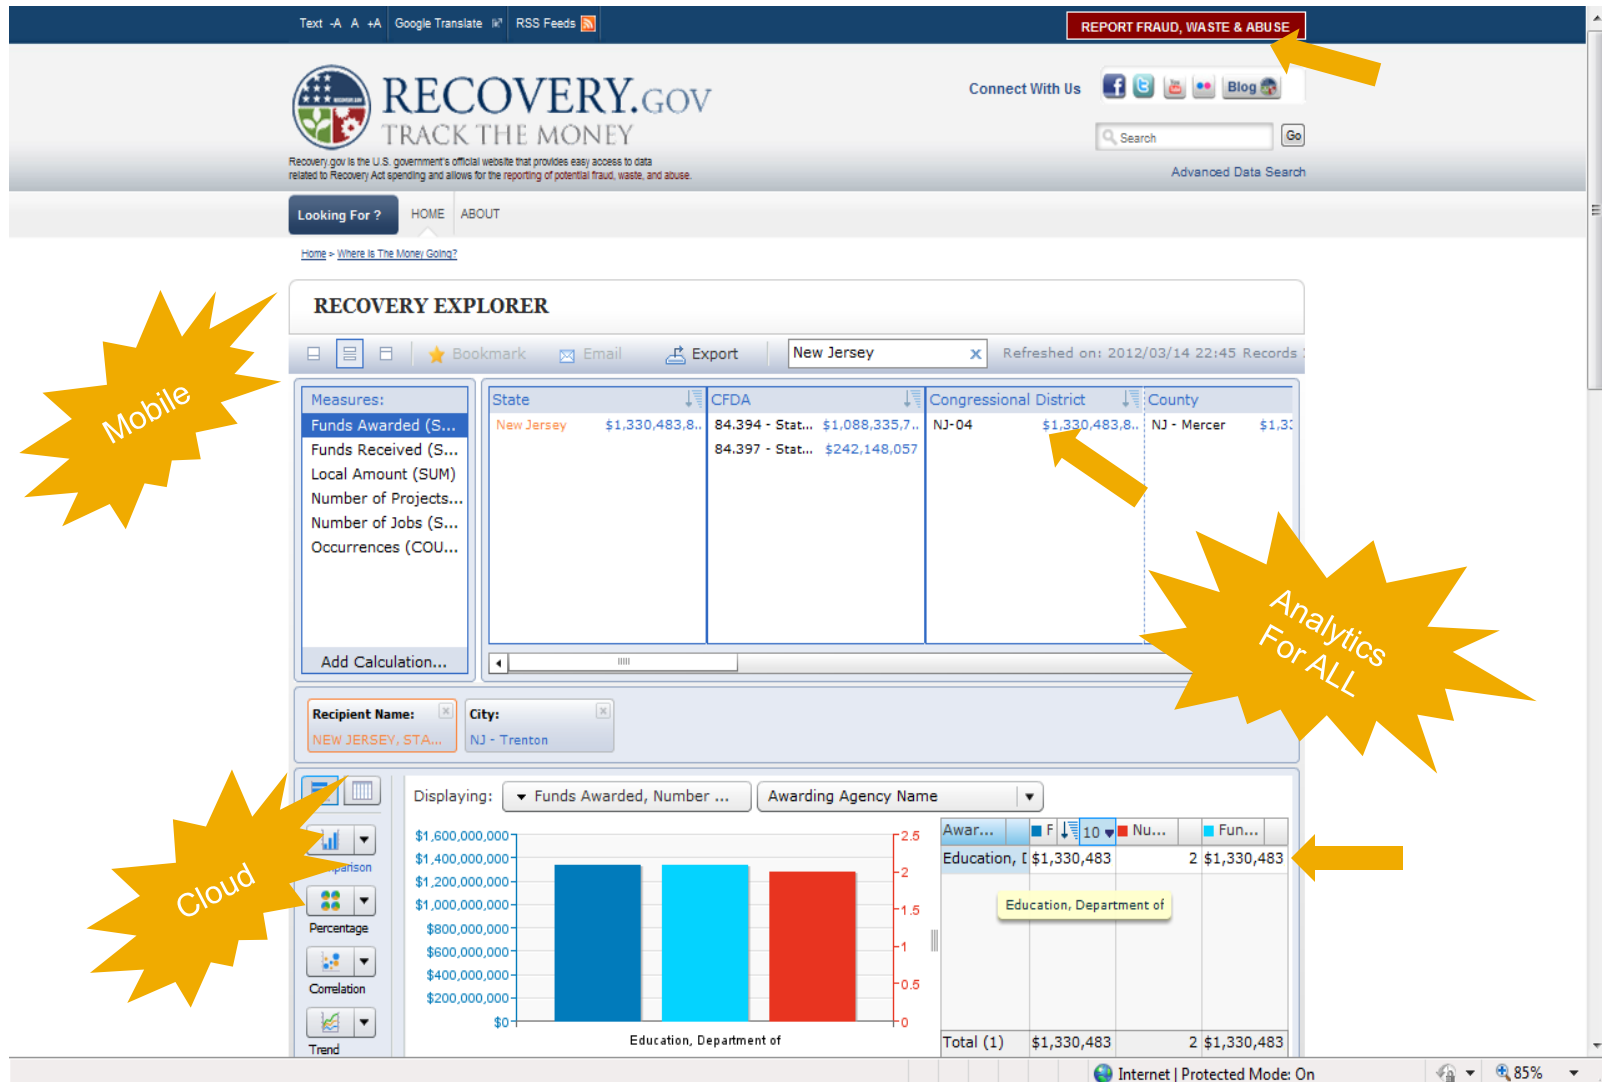 Text -A A +A Google Translate RSS Feeds
REPORT FRAUD, WASTE & ABUSE
RECOVERY.GOV
TRACK THE MONEY
Recovery.gov is the U.S. government's official website that provides easy access to data
related to Recovery Act spending and allows for the reporting of potential fraud, waste, and abuse.
Connect With Us Blog
Search Go
Advanced Data Search
Looking For ? HOME ABOUT
Home > Where Is The Money Going?
RECOVERY EXPLORER
Bookmark Email Export New Jersey x Refreshed on: 2012/03/14 22:45 Records
Measures:
Funds Awarded (S...
Funds Received (S...
Local Amount (SUM)
Number of Projects...
Number of Jobs (S...
Occurrences (COU...
Add Calculation...
State CFDA Congressional District County
New Jersey $1,330,483,8.. 84.394 - Stat... $1,088,335,7.. NJ-04 $1,330,483,8.. NJ - Mercer
84.397 - Stat... $242,148,057
Mobile
Analytics
For ALL
Recipient Name:
NEW JERSEY, STA...
City:
NJ - Trenton
Cloud
Displaying: Funds Awarded, Number ... Awarding Agency Name
Percentage
Correlation
Trend
$1,600,000,000
$1,400,000,000
$1,200,000,000
$1,000,000,000
$800,000,000
$600,000,000
$400,000,000
$200,000,000
$0
2.5
2
1.5
1
0.5
0
Education, Department of
Awar... F 10 Nu... Fun...
Education, $1,330,483 2 $1,330,483
Education, Department of
Total (1) $1,330,483 2 $1,330,483
Internet | Protected Mode: On 85%